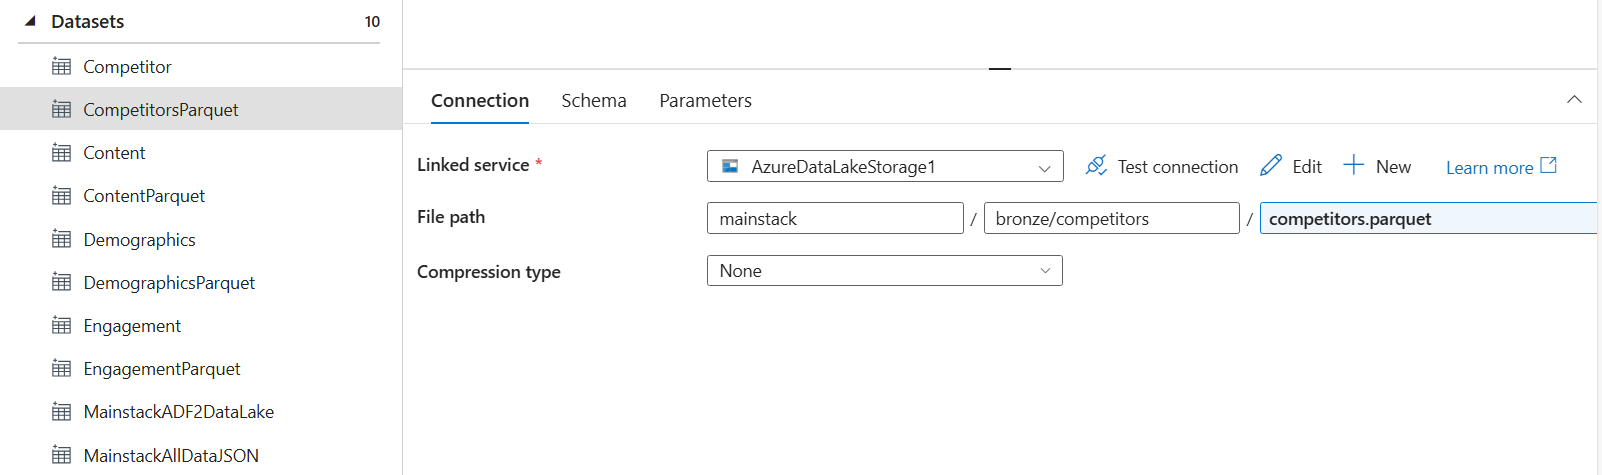 Datasets 10
Competitor
CompetitorsParquet
Content
ContentParquet
Demographics
DemographicsParquet
Engagement
EngagementParquet
MainstackADF2DataLake
MainstackAllDataJSON
Connection Schema Parameters
Linked service * AzureDataLakeStorage1 Test connection Edit New Learn more
File path mainstack / bronze/competitors / competitors.parquet
Compression type None